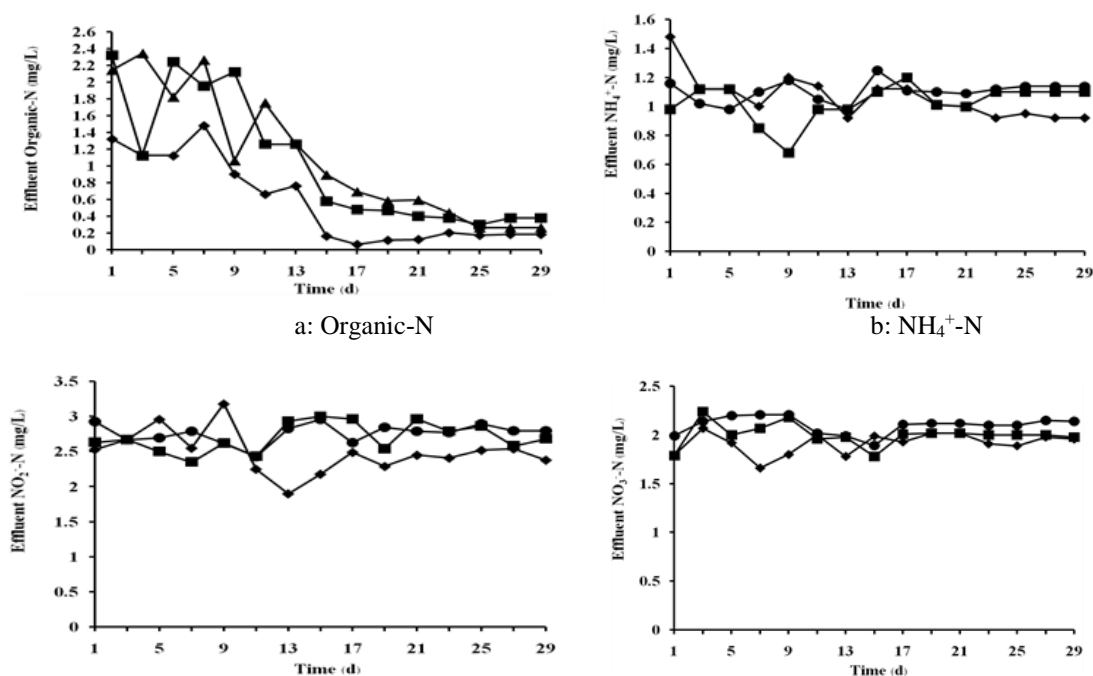 Effluent Organic-N (mg/L)
2.6
2.4
2.2
2
1.8
1.6
1.4
1.2
1
0.8
0.6
0.4
0.2
0
1 5 9 13 17 21 25 29
Time (d)
a: Organic-N
Effluent NH₄⁺-N (mg/L)
1.6
1.4
1.2
1
0.8
0.6
0.4
0.2
0
1 5 9 13 17 21 25 29
Time (d)
b: NH₄⁺-N
Effluent NO₂⁻-N (mg/L)
3.5
3
2.5
2
1.5
1
0.5
0
1 5 9 13 17 21 25 29
Time (d)
Effluent NO₃⁻-N (mg/L)
2.5
2
1.5
1
0.5
0
1 5 9 13 17 21 25 29
Time (d)